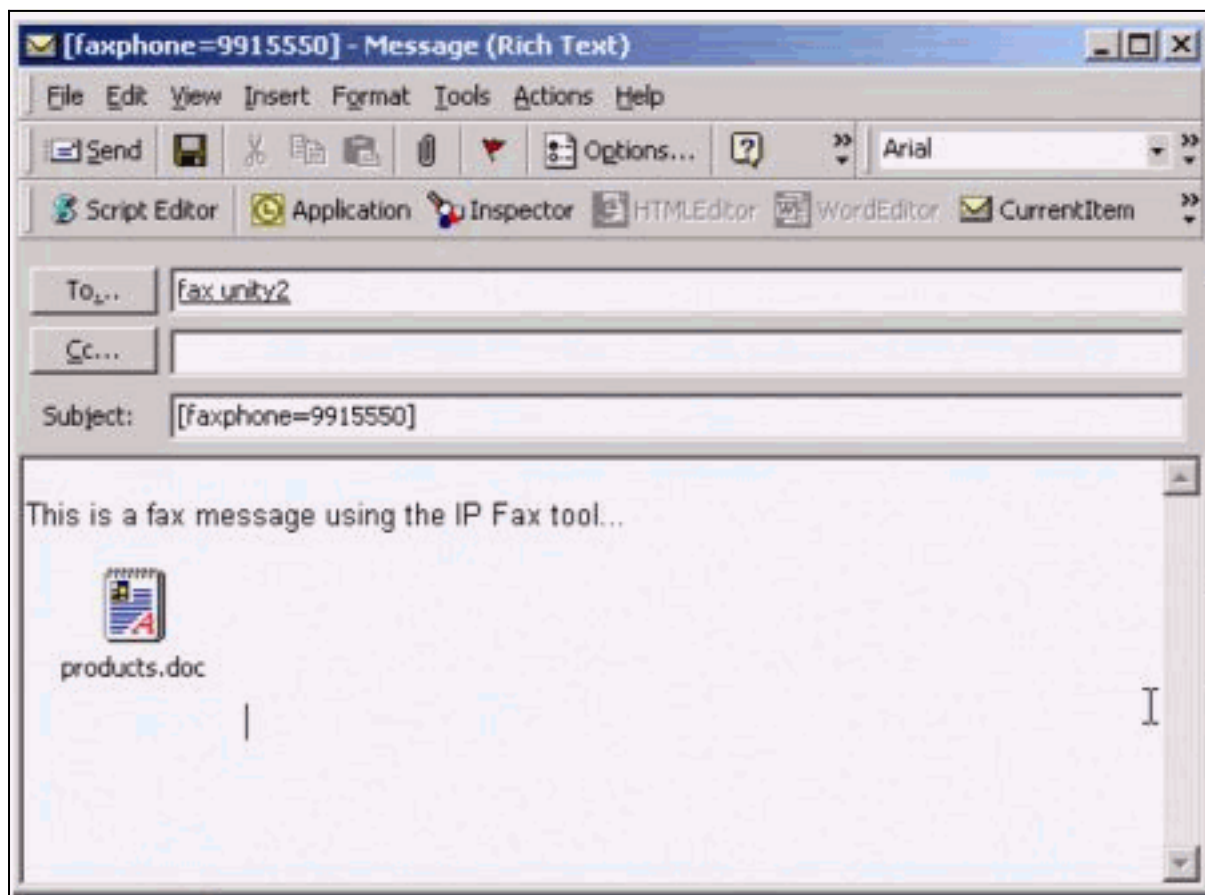 [faxphone=9915550] - Message (Rich Text)
File Edit View Insert Format Tools Actions Help
Send Options... Arial
Script Editor Application Inspector HTMLEditor WordEditor CurrentItem
To... fax unity2
Cc...
Subject: [faxphone=9915550]
This is a fax message using the IP Fax tool...
products.doc